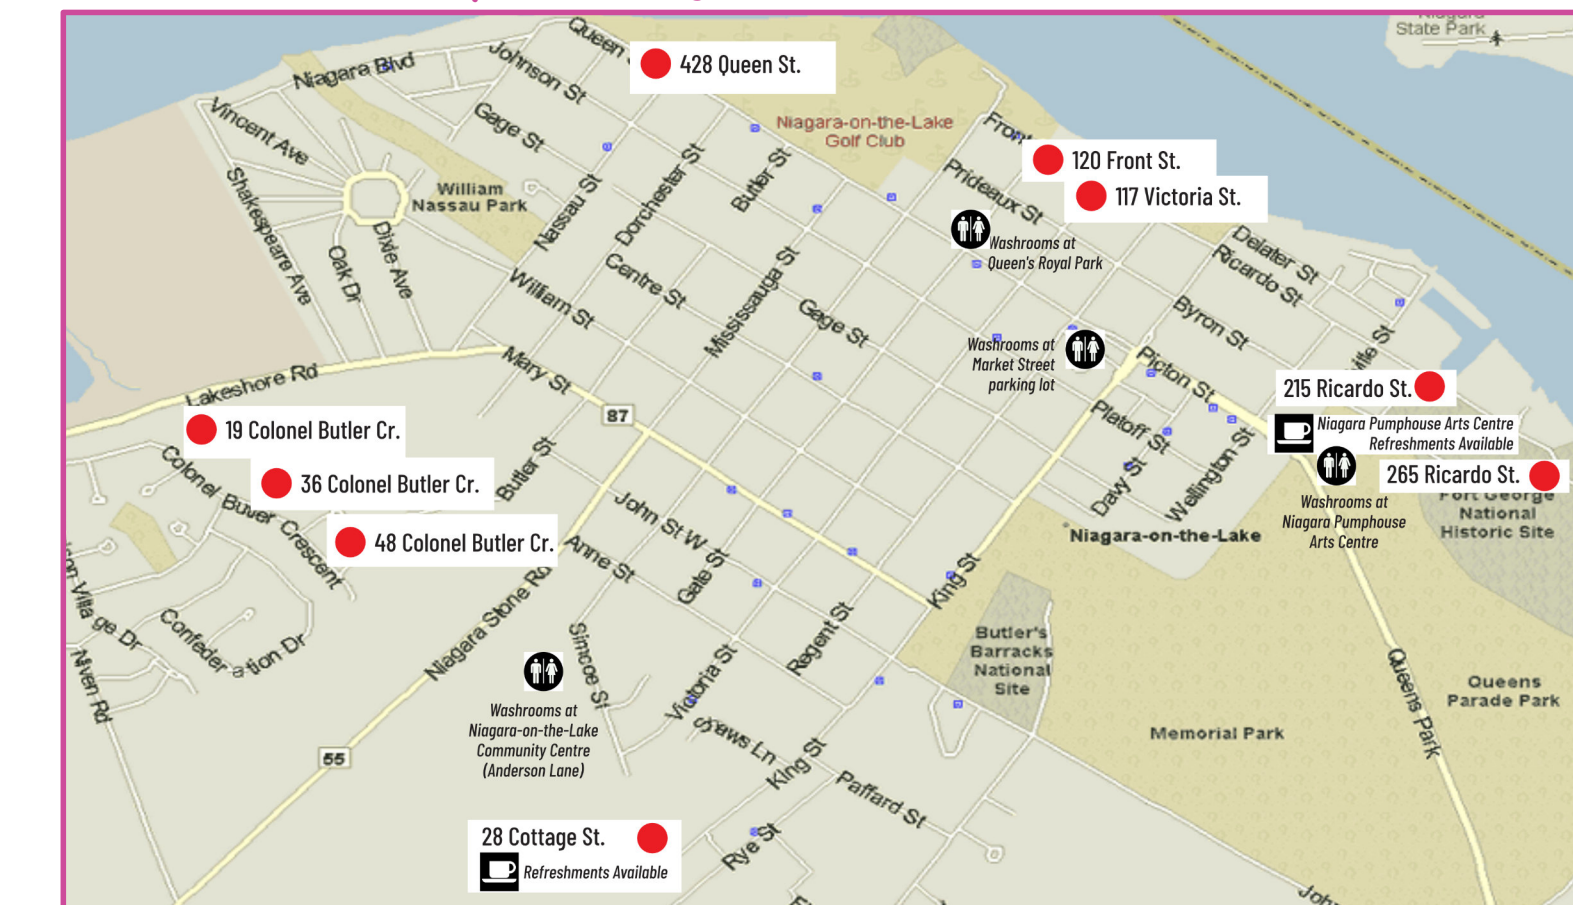 Niagara
State Park
Queen
428 Queen St.
Johnson St
Niagara Blvd
Gage St
Vincent Ave
Niagara-on-the-Lake
Golf Club
Front
120 Front St.
117 Victoria St.
Prideaux St
Shakespeare Ave
William
Nassau Park
Nassau St
Dorchester St
Butler St
Oak Dr
Dixie Ave
Washrooms at
Queen's Royal Park
Delater St
Ricardo St
Centre St
William St
Mississauga St
Gage St
Byron St
Washrooms at
Market Street
parking lot
Picton St
ville St
Lakeshore Rd
Mary St
87
215 Ricardo St.
Niagara Pumphouse Arts Centre
Refreshments Available
Platoff St
Davy St
Wellington St
19 Colonel Butler Cr.
36 Colonel Butler Cr.
48 Colonel Butler Cr.
Colonel Butler Crescent
Butler St
John St W
265 Ricardo St.
Washrooms at
Niagara Pumphouse
Arts Centre
Fort George
National
Historic Site
Niagara-on-the-Lake
Anne St
Gate St
King St
Niagara Stone Rd
son Village Dr
Confederation Dr
Niven Rd
Simcoe St
Regent St
Victoria St
Butler's
Barracks
National
Site
Queens Park
Queens
Parade Park
Memorial Park
Washrooms at
Niagara-on-the-Lake
Community Centre
(Anderson Lane)
55
King St
Paffard St
28 Cottage St.
Refreshments Available
Rye St
John